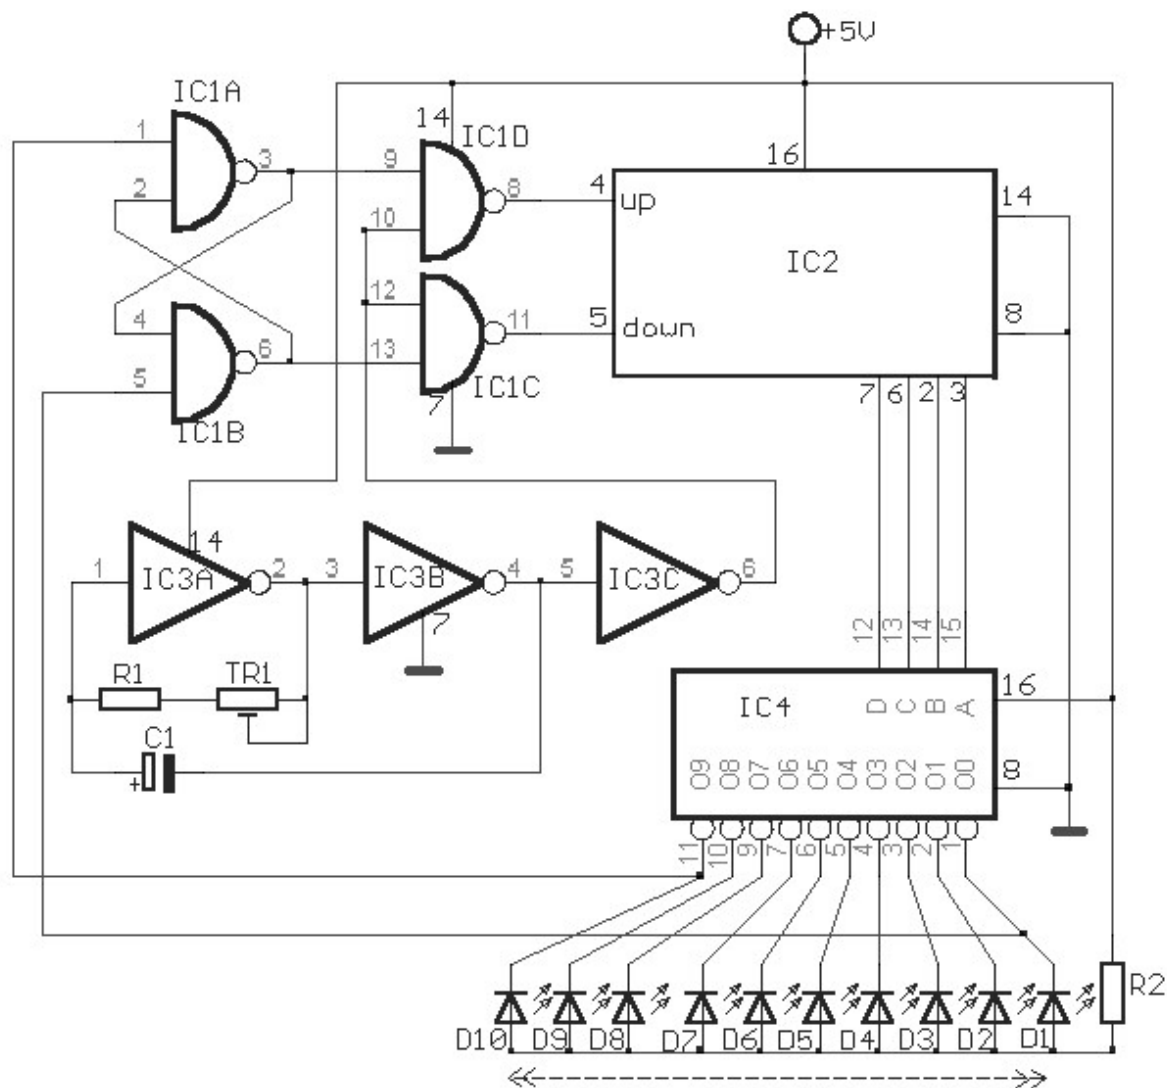 +5V
IC1A
14
IC1D
1
16
3
9
8
4
up
14
2
10
IC2
12
11
5
down
8
4
6
13
5
IC1B
IC1C
7
7 6 2 3
14
1
IC3A
2
3
IC3B
4
5
IC3C
6
7
12 13 14 15
R1
TR1
16
IC4
D C B A
C1
+
O9 O8 O7 O6 O5 O4 O3 O2 O1 O0
8
11 10 9 7 6 5 4 3 2 1
R2
D10 D9 D8 D7 D6 D5 D4 D3 D2 D1